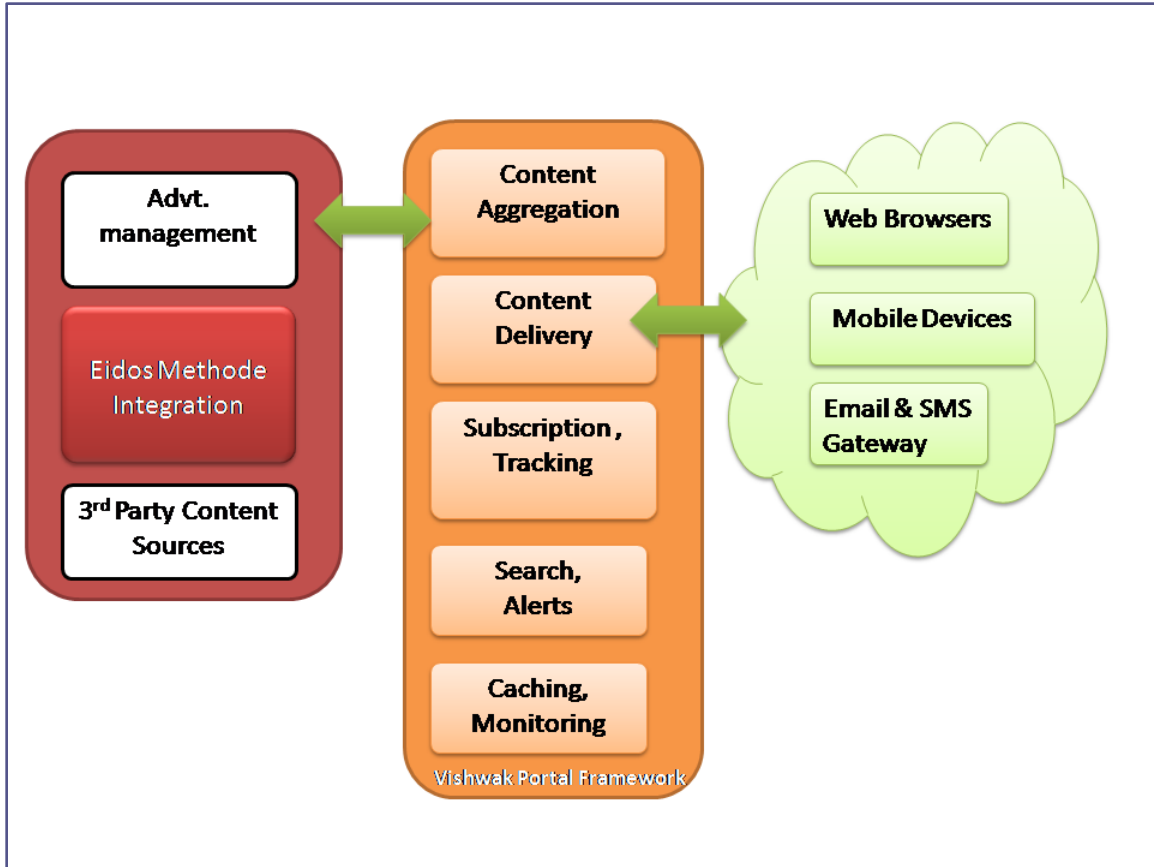 Advt.
management
Eidos Methode
Integration
3rd Party Content
Sources
Content
Aggregation
Content
Delivery
Subscription ,
Tracking
Search,
Alerts
Caching,
Monitoring
Vishwak Portal Framework
Web Browsers
Mobile Devices
Email & SMS
Gateway